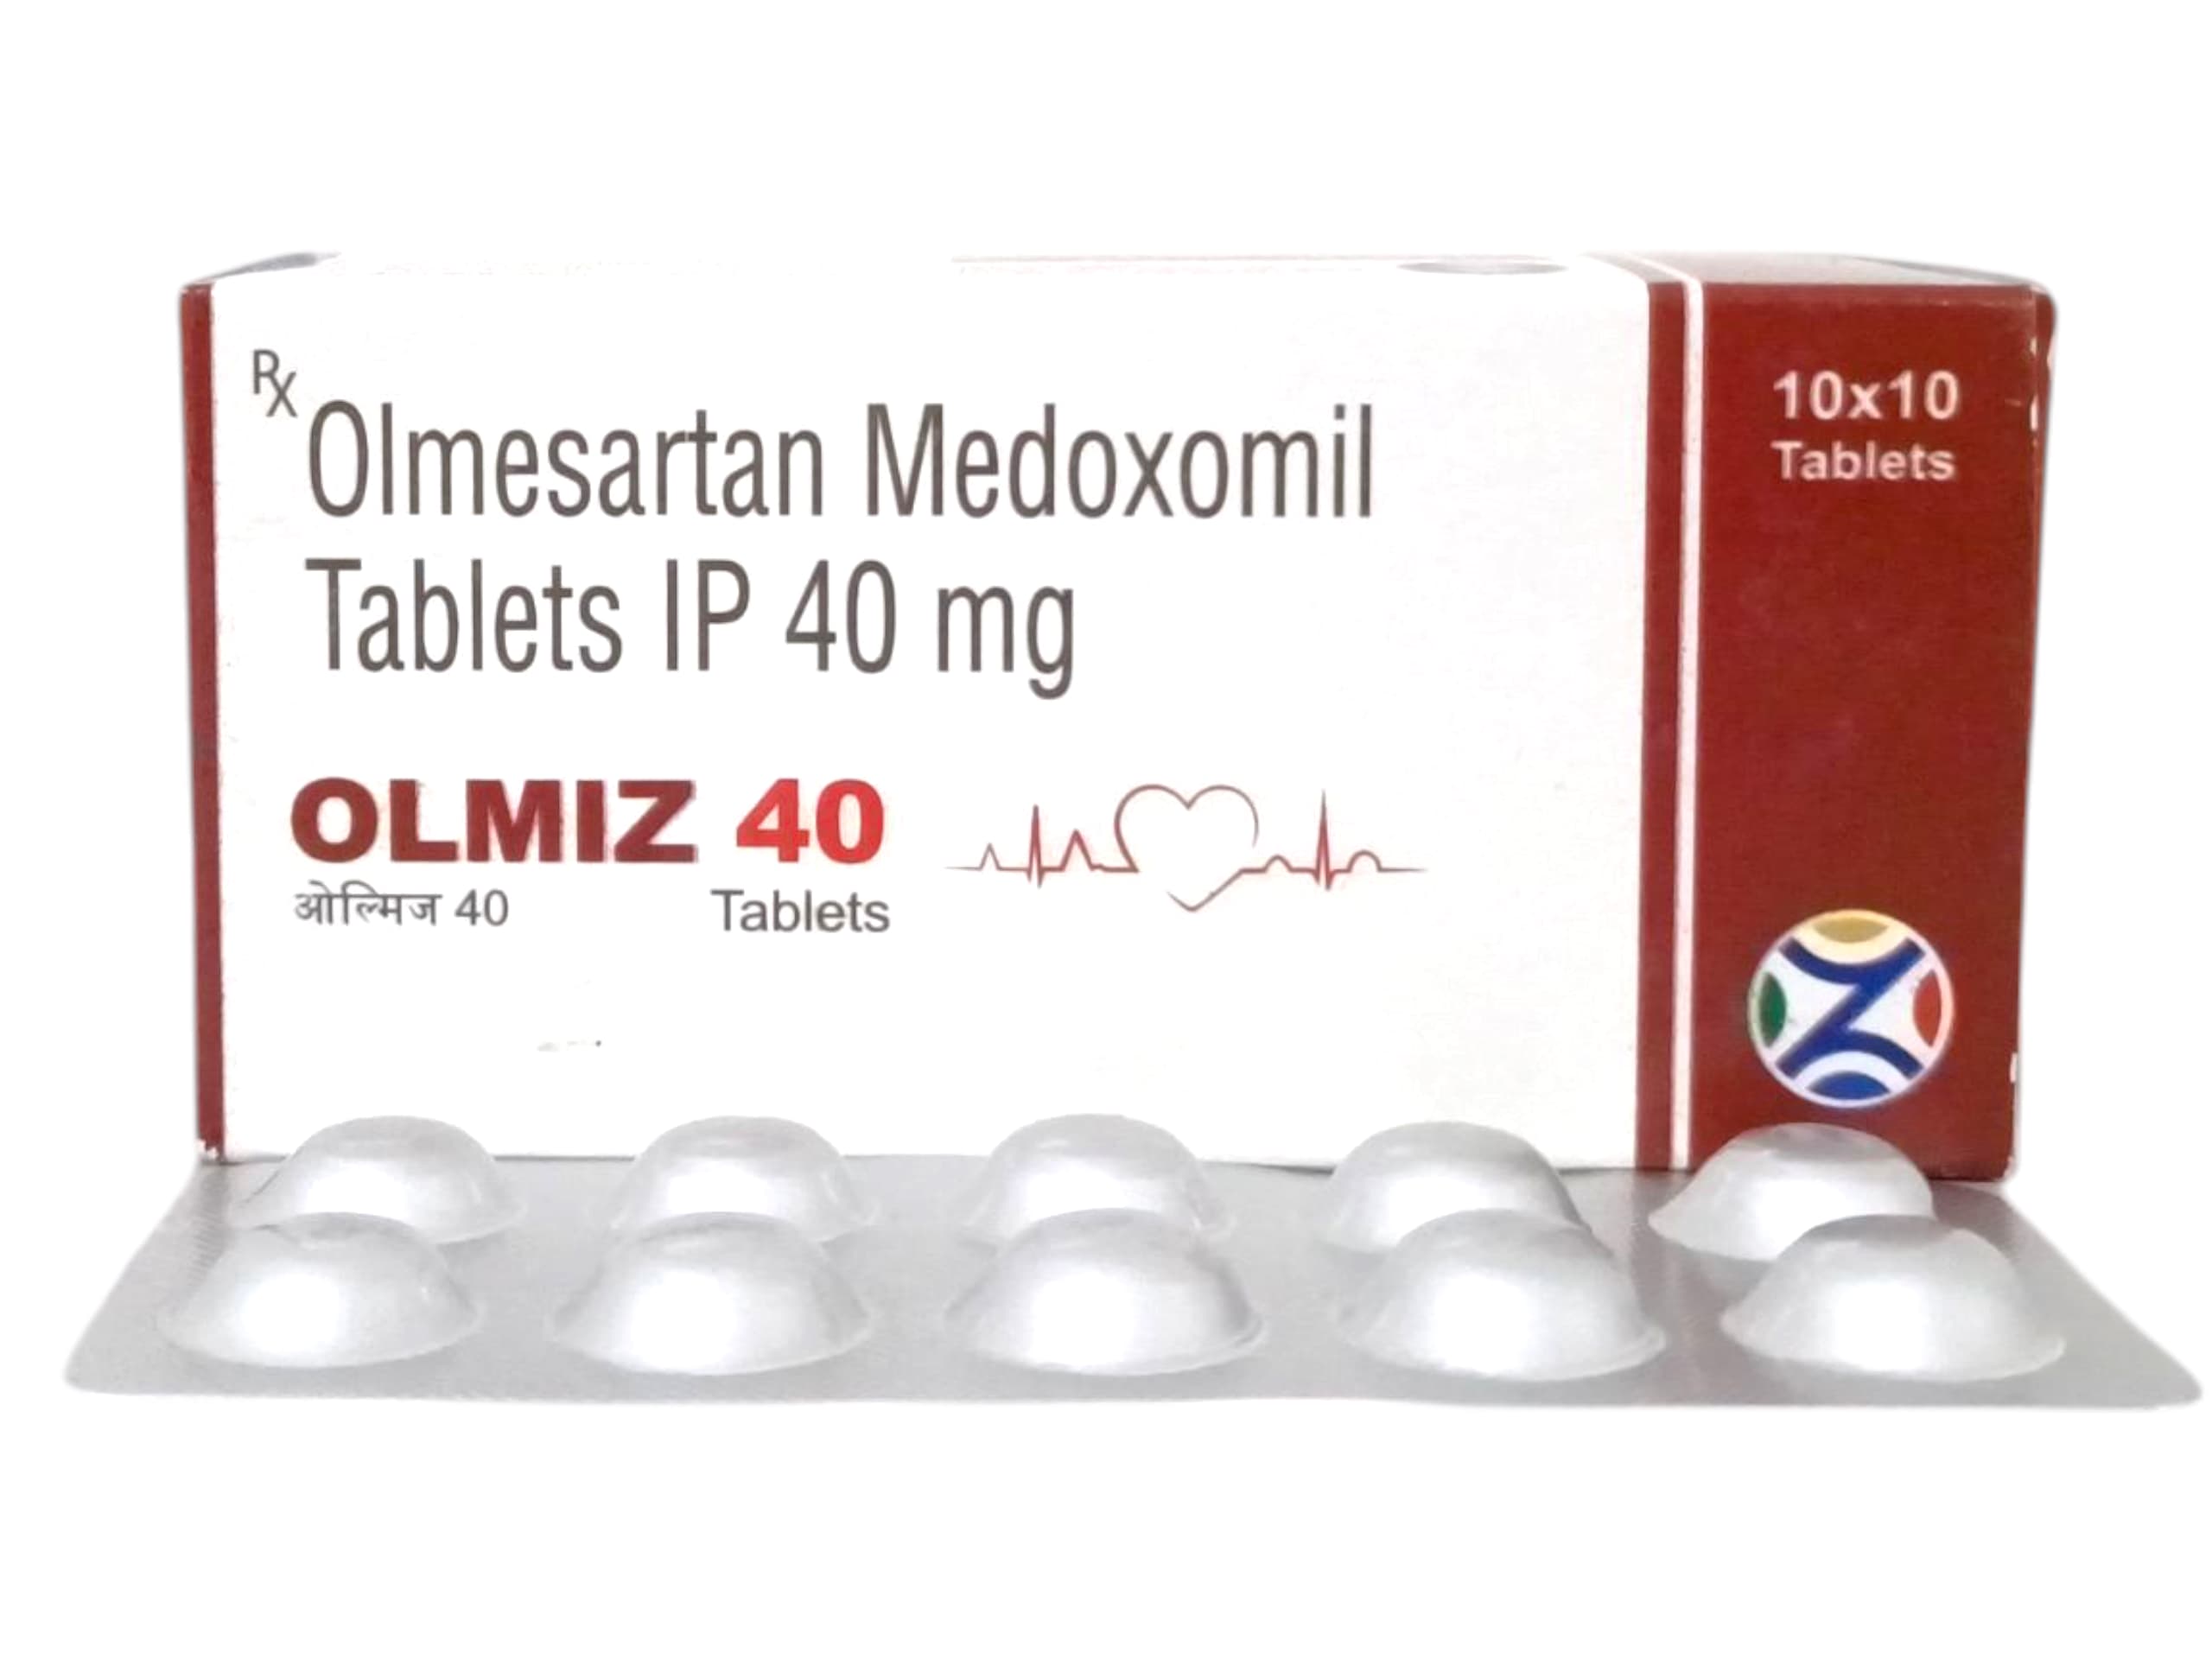 Rx
Olmesartan Medoxomil
Tablets IP 40 mg
OLMIZ 40
ओल्मिज 40 Tablets
10x10
Tablets